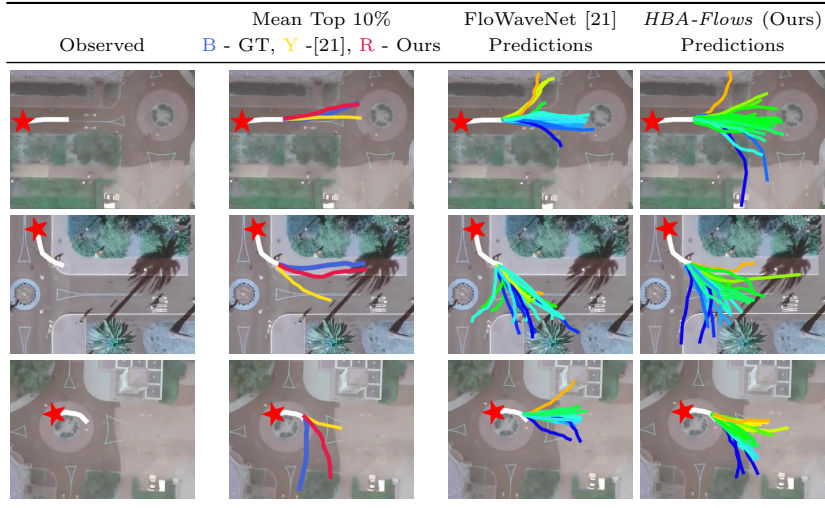 Mean Top 10% FloWaveNet [21] HBA-Flows (Ours)
Observed B - GT, Y -[21], R - Ours Predictions Predictions